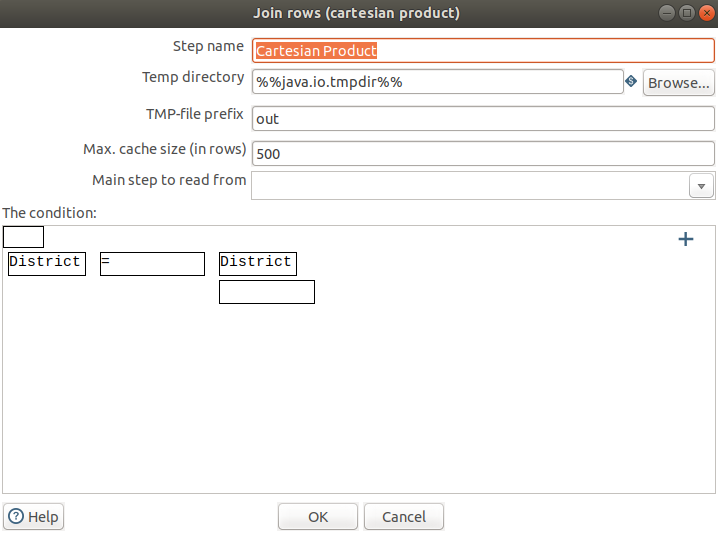 Join rows (cartesian product)
Step name Cartesian Product
Temp directory %%java.io.tmpdir%% Browse...
TMP-file prefix out
Max. cache size (in rows) 500
Main step to read from
The condition:
District = District
Help OK Cancel